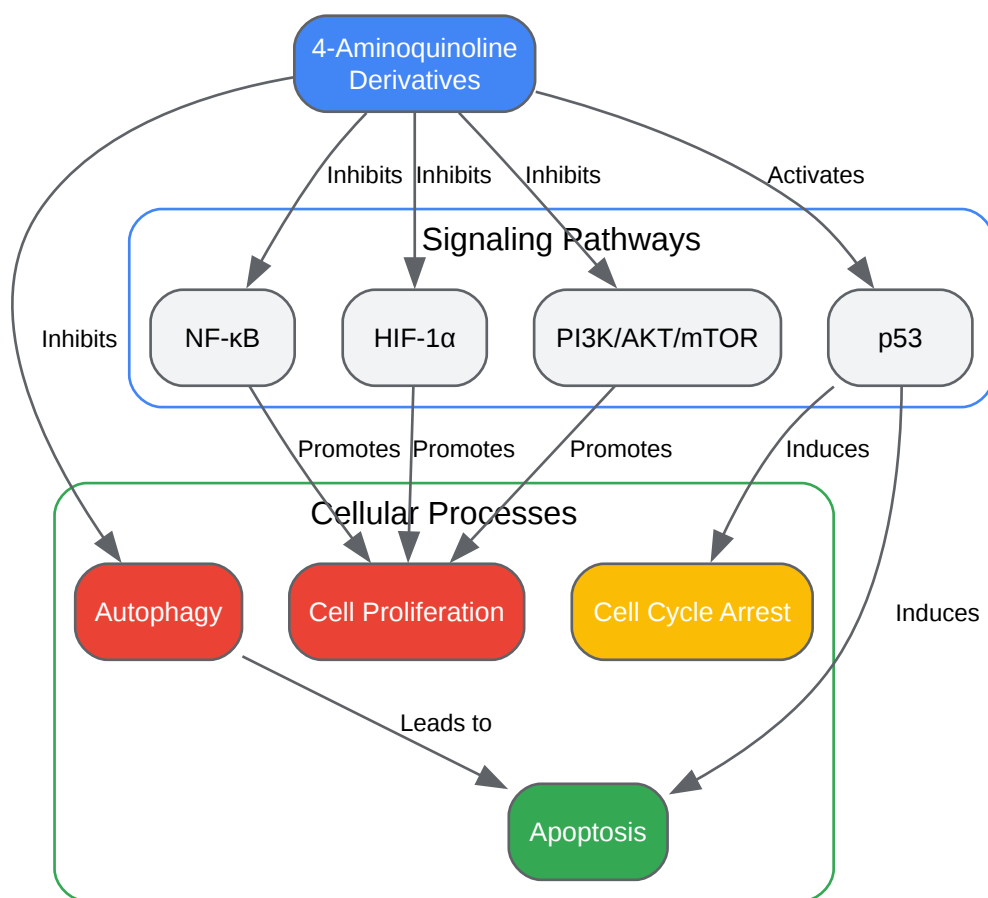 4-Aminoquinoline
Derivatives
Inhibits
Inhibits
Inhibits
Activates
Signaling Pathways
NF-κB
HIF-1α
PI3K/AKT/mTOR
p53
Inhibits
Promotes
Promotes
Promotes
Induces
Cellular Processes
Autophagy
Cell Proliferation
Cell Cycle Arrest
Induces
Leads to
Apoptosis